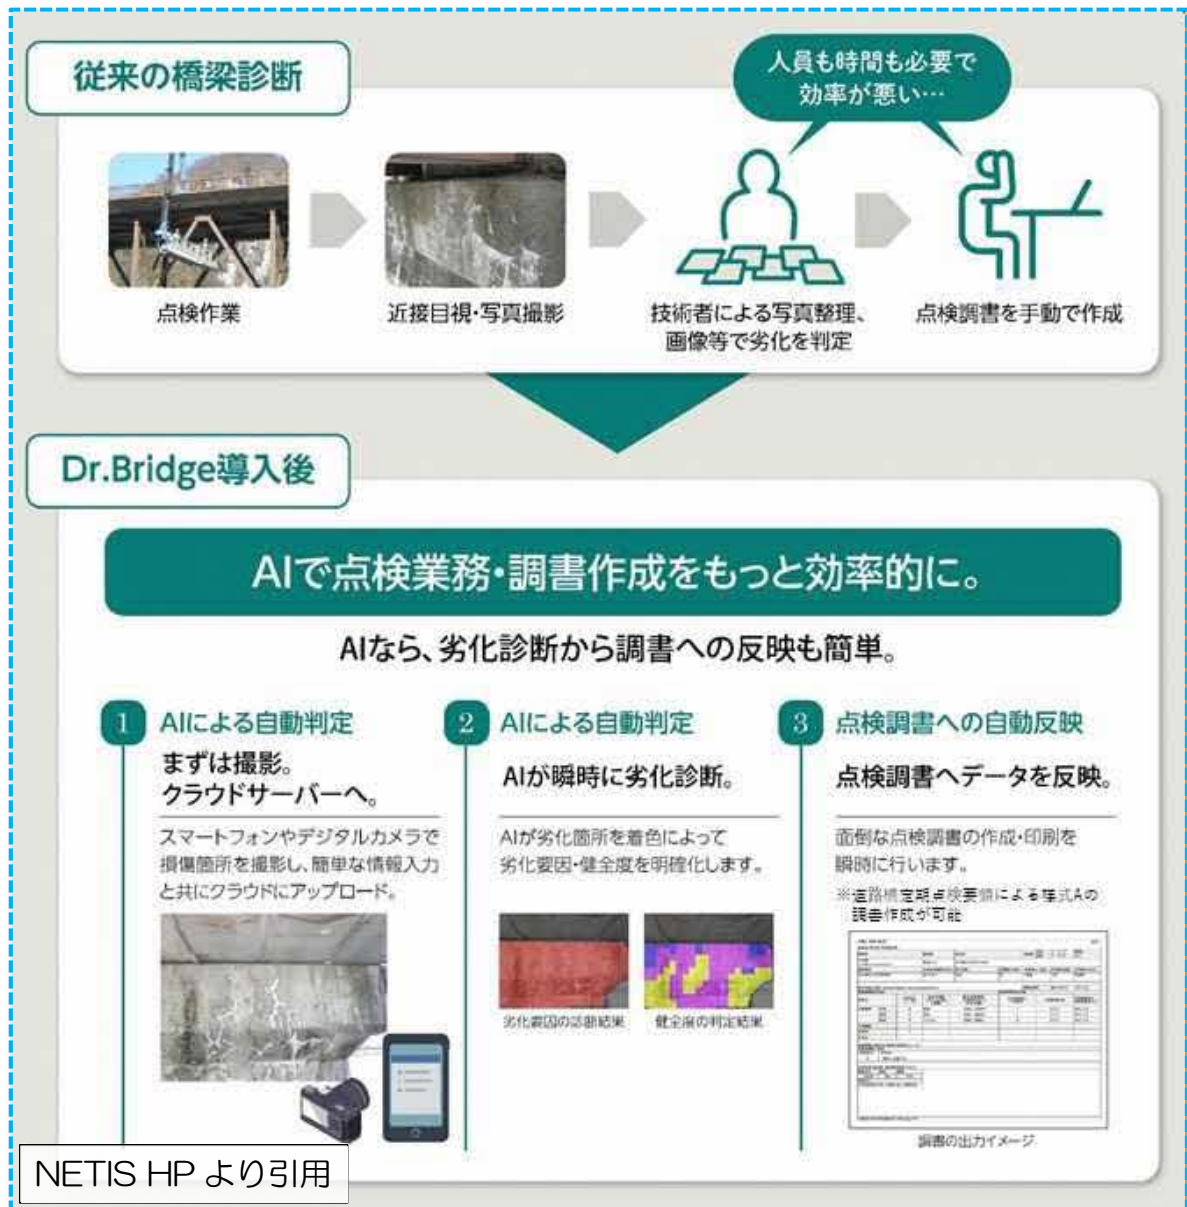 従来の橋梁診断
人員も時間も必要で
効率が悪い…
点検作業
近接目視・写真撮影
技術者による写真整理、
画像等で劣化を判定
点検調書を手動で作成
Dr.Bridge導入後
AIで点検業務・調書作成をもっと効率的に。
AIなら、劣化診断から調書への反映も簡単。
1 AIによる自動判定
まずは撮影。
クラウドサーバーへ。
スマートフォンやデジタルカメラで
損傷箇所を撮影し、簡単な情報入力
と共にクラウドにアップロード。
2 AIによる自動判定
AIが瞬時に劣化診断。
AIが劣化箇所を着色によって
劣化要因・健全度を明確化します。
劣化要因の診断結果
健全度の判定結果
3 点検調書への自動反映
点検調書へデータを反映。
面倒な点検調書の作成・印刷を
瞬時に行います。
※道路橋定期点検要領による様式Aの
調書作成が可能
調書の出力イメージ
NETIS HP より引用